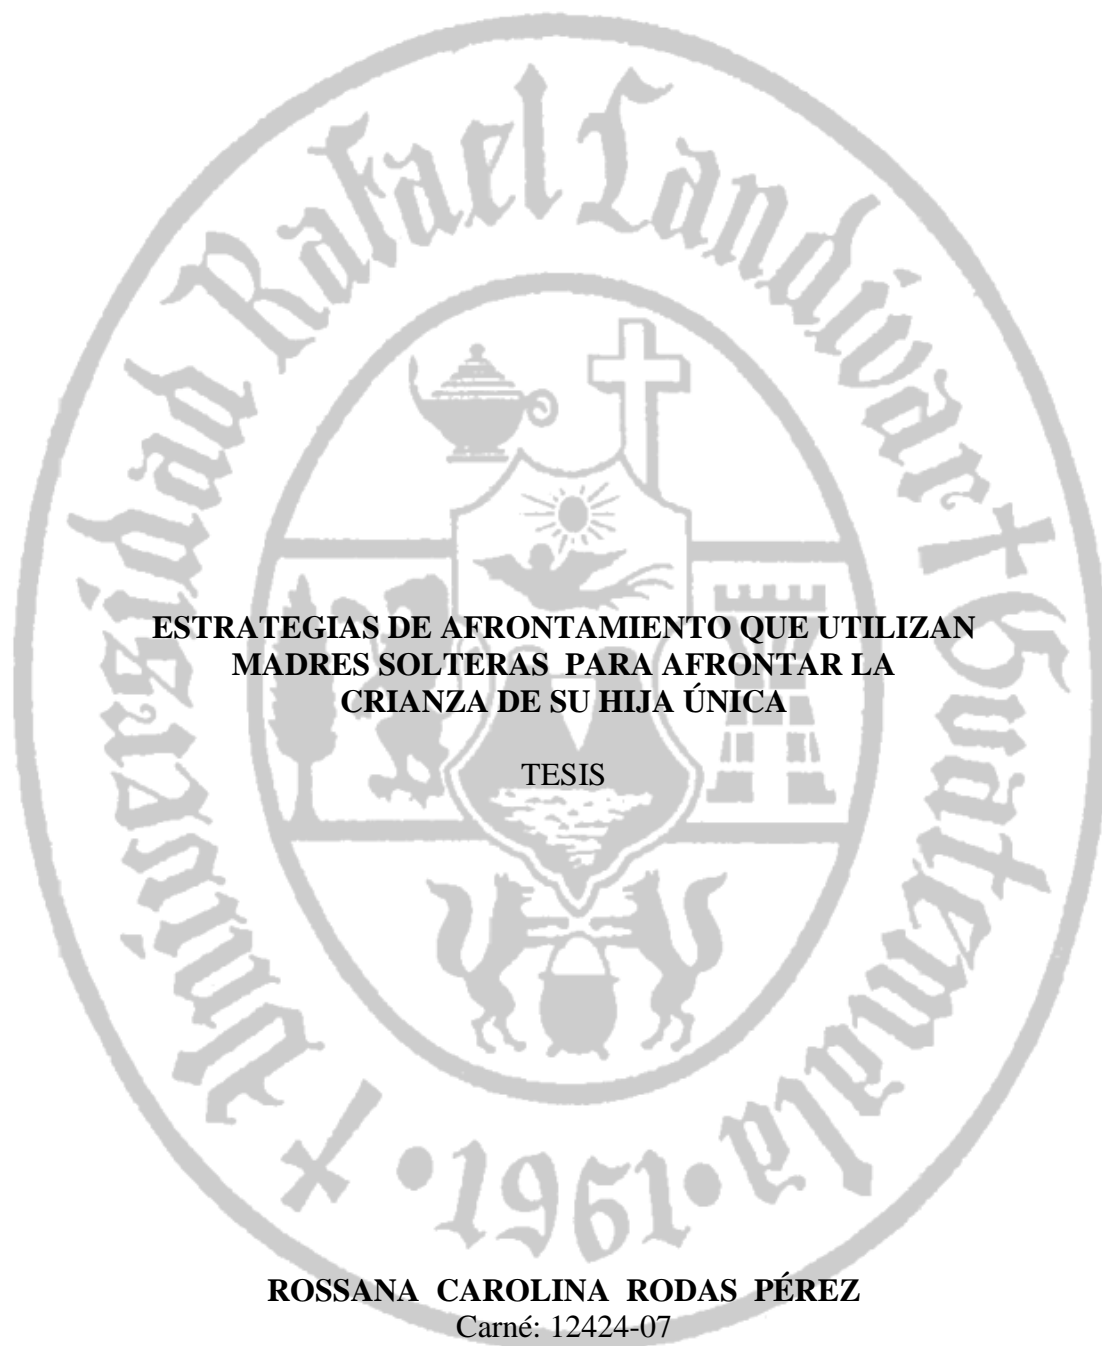 Universidad Rafael Landívar
Guatemala
1961
ESTRATEGIAS DE AFRONTAMIENTO QUE UTILIZAN
MADRES SOLTERAS PARA AFRONTAR LA
CRIANZA DE SU HIJA ÚNICA
TESIS
ROSSANA CAROLINA RODAS PÉREZ
Carné: 12424-07